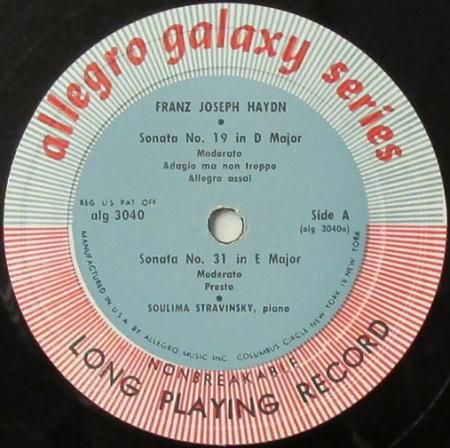 allegro galaxy series
FRANZ JOSEPH HAYDN
Sonata No. 19 in D Major
Moderato
Adagio ma non troppo
Allegro assai
REG U S PAT OFF
alg 3040
Side A
(alg 3040a)
Sonata No. 31 in E Major
Moderato
Presto
SOULIMA STRAVINSKY, piano
MANUFACTURED IN U.S.A. BY ALLEGRO MUSIC INC. COLUMBUS CIRCLE NEW YORK 19 NEW YORK
NONBREAKABLE
LONG PLAYING RECORD